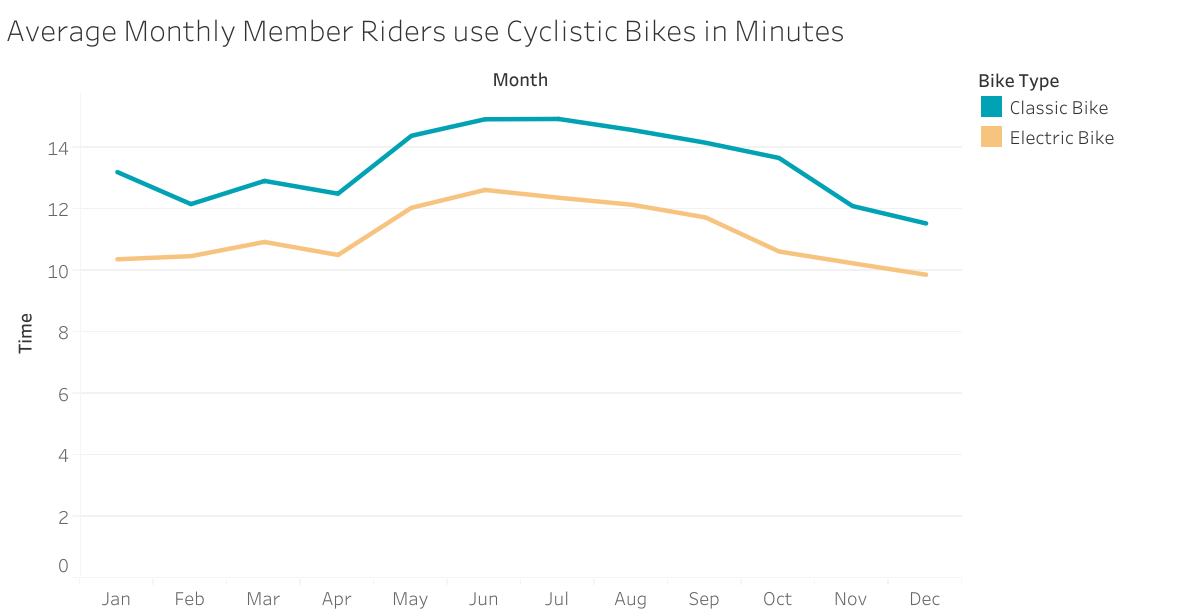 Average Monthly Member Riders use Cyclistic Bikes in Minutes
Month
Bike Type
Classic Bike
Electric Bike
Time
14
12
10
8
6
4
2
0
Jan Feb Mar Apr May Jun Jul Aug Sep Oct Nov Dec